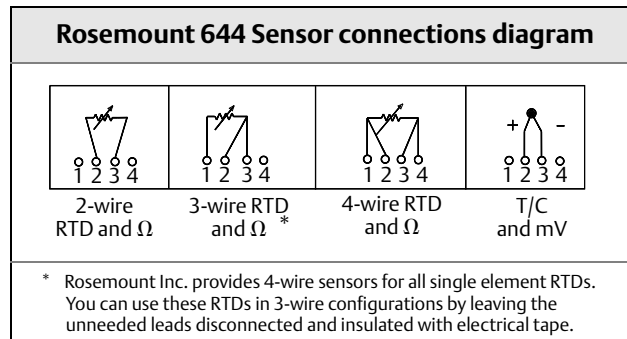 Rosemount 644 Sensor connections diagram
+ -
1 2 3 4 1 2 3 4 1 2 3 4 1 2 3 4
2-wire 3-wire RTD 4-wire RTD T/C
RTD and Ω and Ω * and Ω and mV
* Rosemount Inc. provides 4-wire sensors for all single element RTDs.
You can use these RTDs in 3-wire configurations by leaving the
unneeded leads disconnected and insulated with electrical tape.